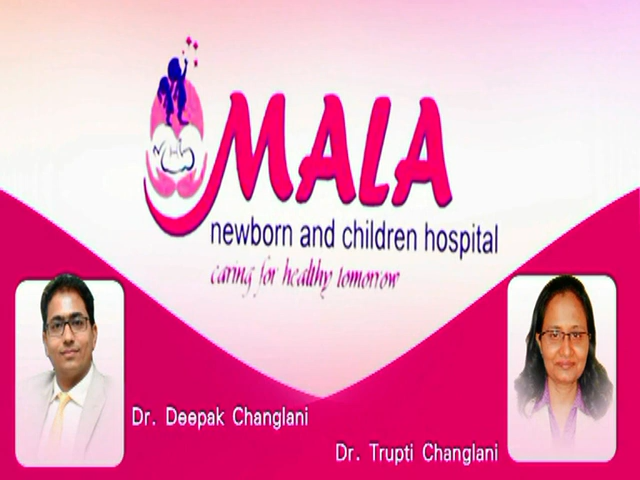 MALA
newborn and children hospital
caring for healthy tomorrow
Dr. Deepak Changlani
Dr. Trupti Changlani